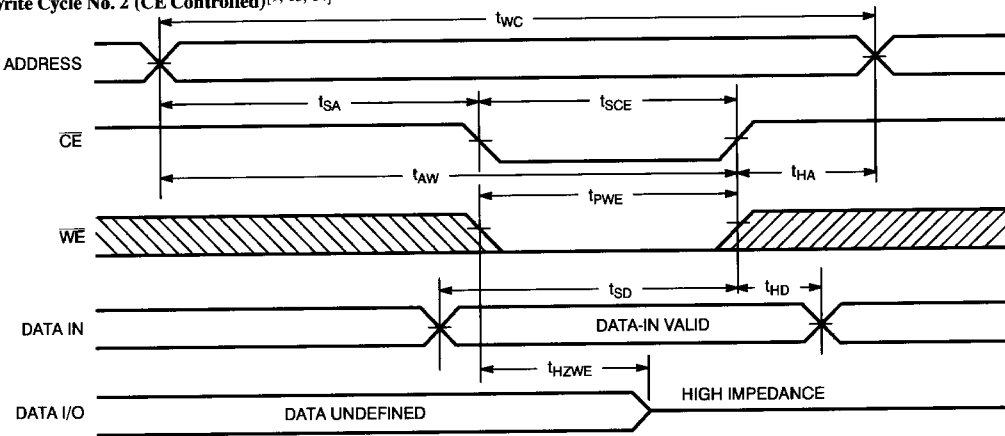 Write Cycle No. 2 (CE Controlled)
tWC
ADDRESS
tSA
tSCE
CE
tAW
tHA
tPWE
WE
tSD
tHD
DATA IN
DATA-IN VALID
tHZWE
HIGH IMPEDANCE
DATA I/O
DATA UNDEFINED